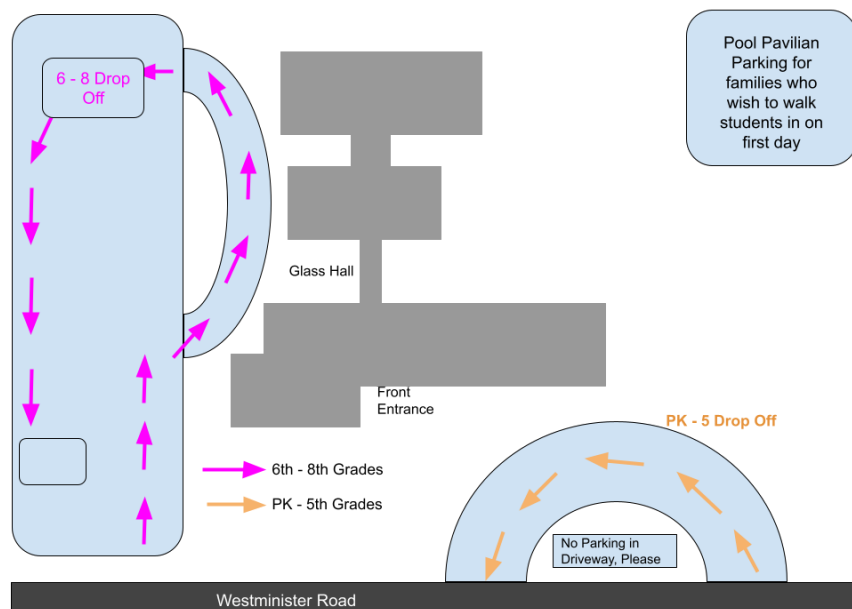 6 - 8 Drop
Off
Pool Pavilian
Parking for
families who
wish to walk
students in on
first day
Glass Hall
Front
Entrance
PK - 5 Drop Off
6th - 8th Grades
PK - 5th Grades
No Parking in
Driveway, Please
Westminister Road